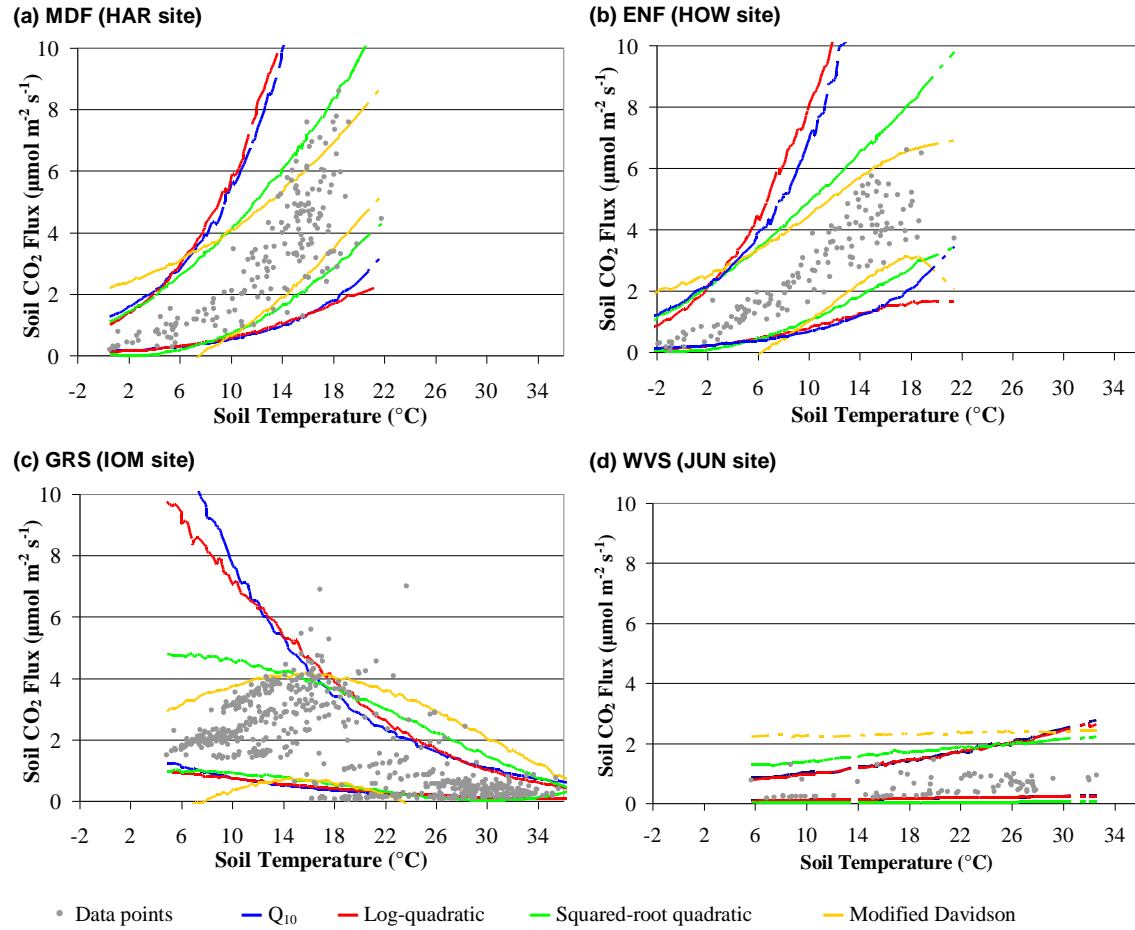 (a) MDF (HAR site)
Soil CO₂ Flux (µmol m⁻² s⁻¹)
10
8
6
4
2
0
-2 2 6 10 14 18 22 26 30 34
Soil Temperature (°C)
(b) ENF (HOW site)
Soil CO₂ Flux (µmol m⁻² s⁻¹)
10
8
6
4
2
0
-2 2 6 10 14 18 22 26 30 34
Soil Temperature (°C)
(c) GRS (IOM site)
Soil CO₂ Flux (µmol m⁻² s⁻¹)
10
8
6
4
2
0
-2 2 6 10 14 18 22 26 30 34
Soil Temperature (°C)
(d) WVS (JUN site)
Soil CO₂ Flux (µmol m⁻² s⁻¹)
10
8
6
4
2
0
-2 2 6 10 14 18 22 26 30 34
Soil Temperature (°C)
Data points Q₁₀ Log-quadratic Squared-root quadratic Modified Davidson